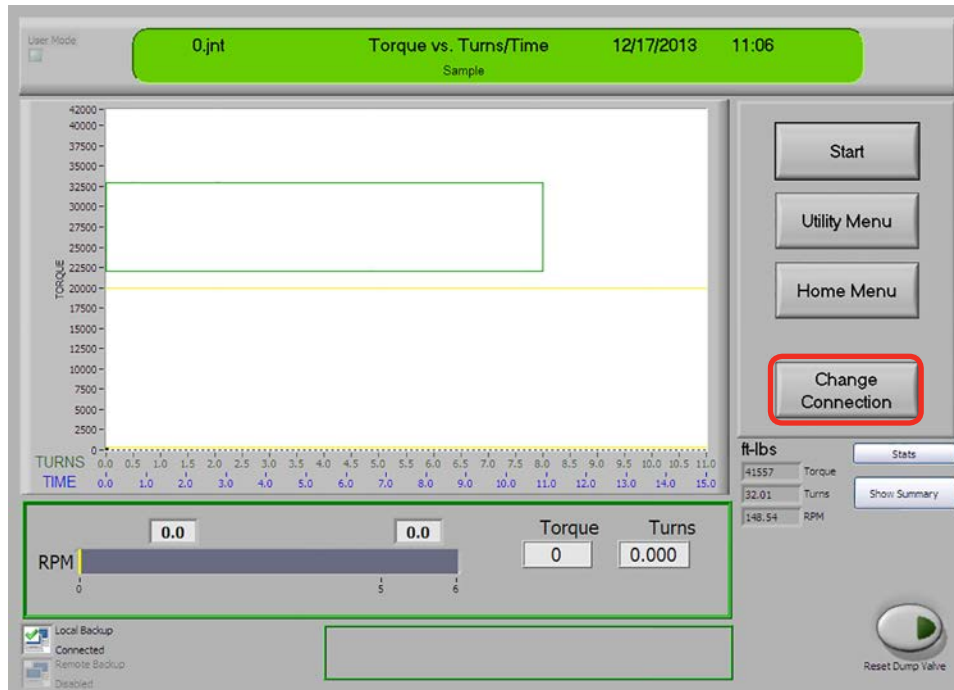 User Mode
0.jnt Torque vs. Turns/Time 12/17/2013 11:06
Sample
42000
40000
37500
35000
32500
30000
27500
25000
22500
20000
17500
15000
12500
10000
7500
5000
2500
0
TORQUE
TURNS 0.0 0.5 1.0 1.5 2.0 2.5 3.0 3.5 4.0 4.5 5.0 5.5 6.0 6.5 7.0 7.5 8.0 8.5 9.0 9.5 10.0 10.5 11.0
TIME 0.0 1.0 2.0 3.0 4.0 5.0 6.0 7.0 8.0 9.0 10.0 11.0 12.0 13.0 14.0 15.0
Start
Utility Menu
Home Menu
Change
Connection
ft-lbs
Stats
41557 Torque
32.01 Turns
Show Summary
148.54 RPM
0.0 0.0
RPM
0 5 6
Torque Turns
0 0.000
Local Backup
Connected
Remote Backup
Disabled
Reset Dump Valve